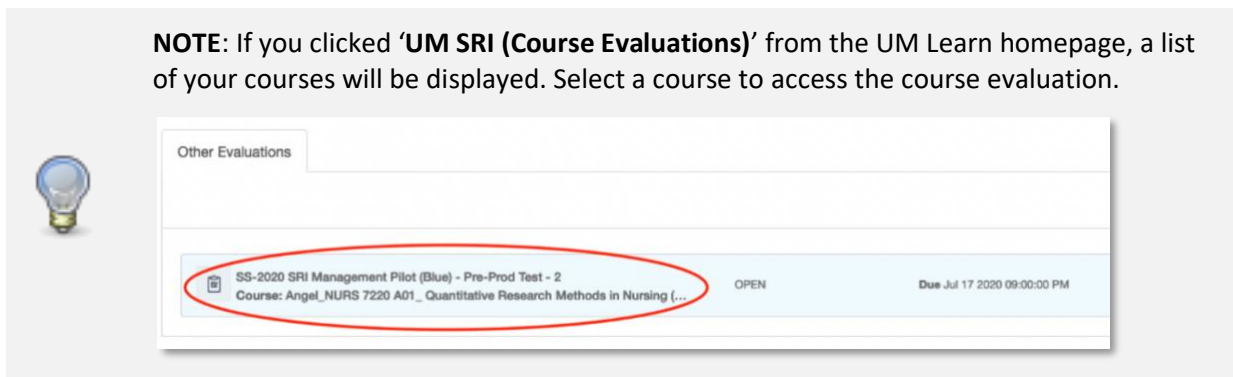 NOTE: If you clicked ‘UM SRI (Course Evaluations)’ from the UM Learn homepage, a list
of your courses will be displayed. Select a course to access the course evaluation.
Other Evaluations
SS-2020 SRI Management Pilot (Blue) - Pre-Prod Test - 2
Course: Angel_NURS 7220 A01_ Quantitative Research Methods in Nursing (...
OPEN
Due Jul 17 2020 09:00:00 PM